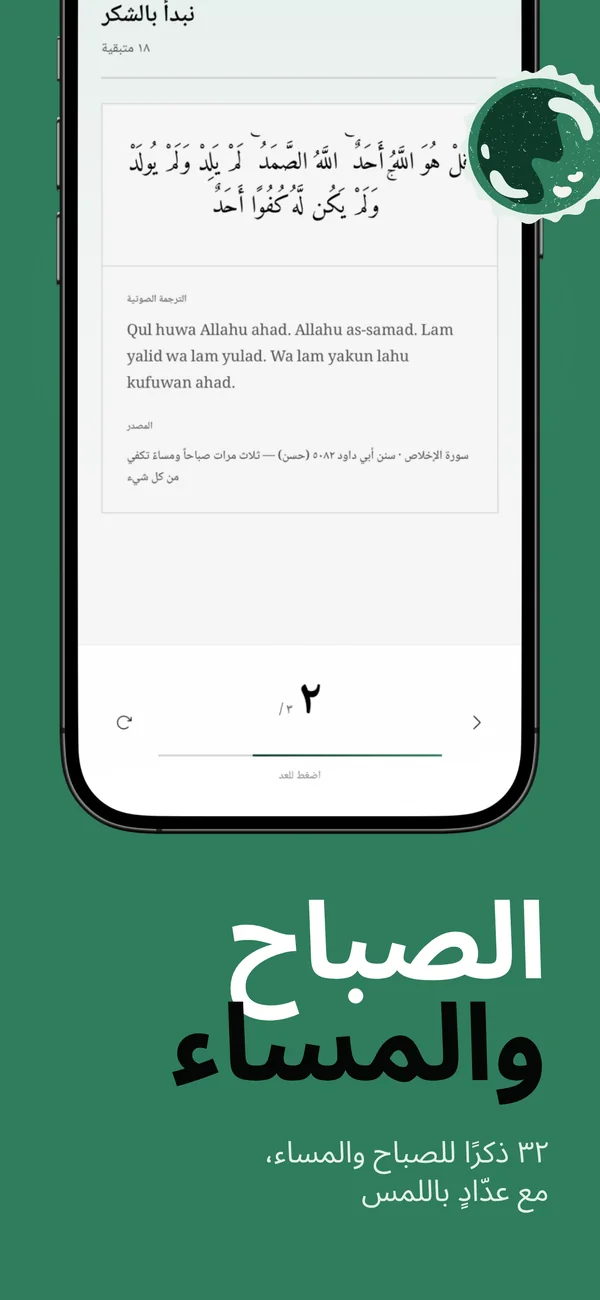 نبدأ بالشكر
١٨ متبقية
قُلْ هُوَ اللَّهُ أَحَدٌ ۝ اللَّهُ الصَّمَدُ ۝ لَمْ يَلِدْ وَلَمْ يُولَدْ
وَلَمْ يَكُن لَّهُ كُفُوًا أَحَدٌ
الترجمة الصوتية
Qul huwa Allahu ahad. Allahu as-samad. Lam
yalid wa lam yulad. Wa lam yakun lahu
kufuwan ahad.
المصدر
سورة الإخلاص · سنن أبي داود ٥٠٨٢ (حسن) — ثلاث مرات صباحاً ومساءً تكفي
من كل شيء
٢ / ٣
اضغط للعد
الصباح
والمساء
٣٢ ذكرًا للصباح والمساء،
مع عدّادٍ باللمس